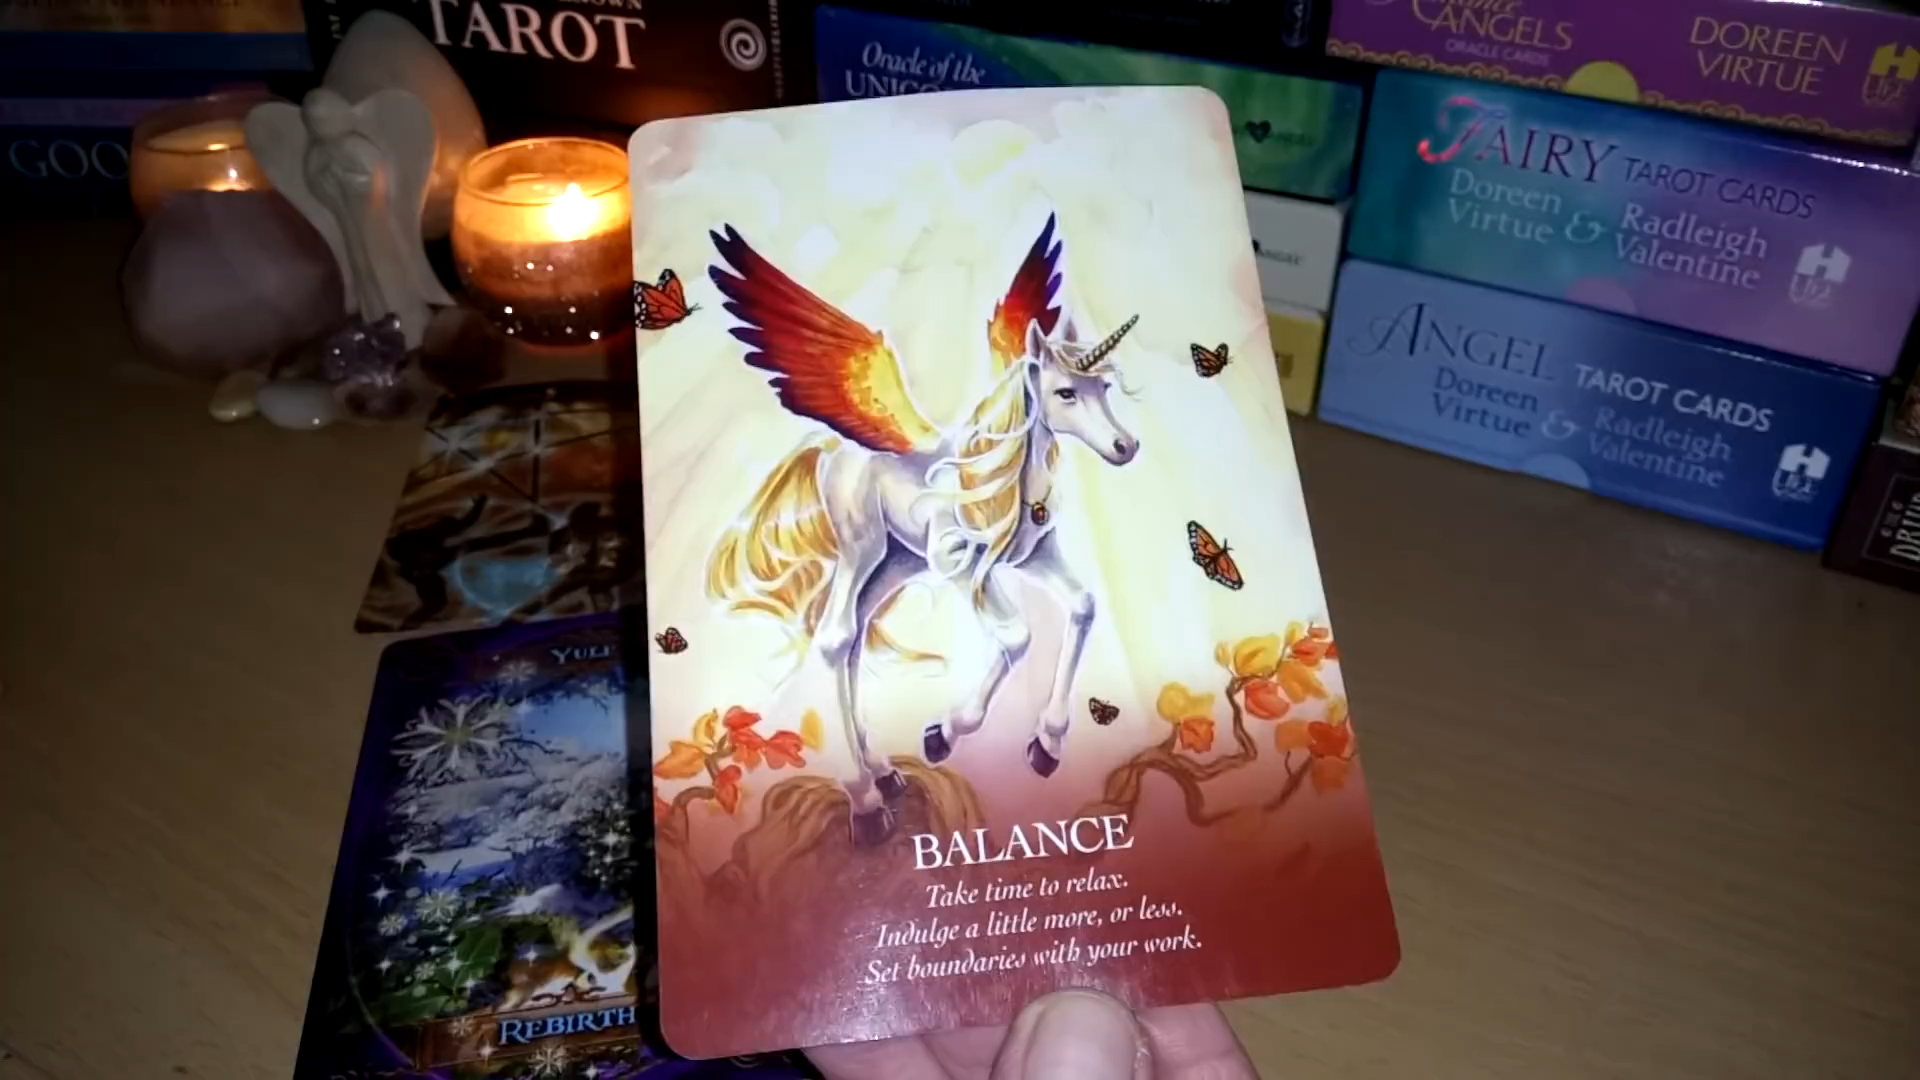 TAROT
GOO
Oracle of the
ANGELS
ORACLE CARDS
DOREEN
VIRTUE
FAIRY TAROT CARDS
Doreen
Virtue
&
Radleigh
Valentine
ANGEL TAROT CARDS
Doreen
Virtue
&
Radleigh
Valentine
YULE
REBIRTH
BALANCE
Take time to relax.
Indulge a little more, or less.
Set boundaries with your work.